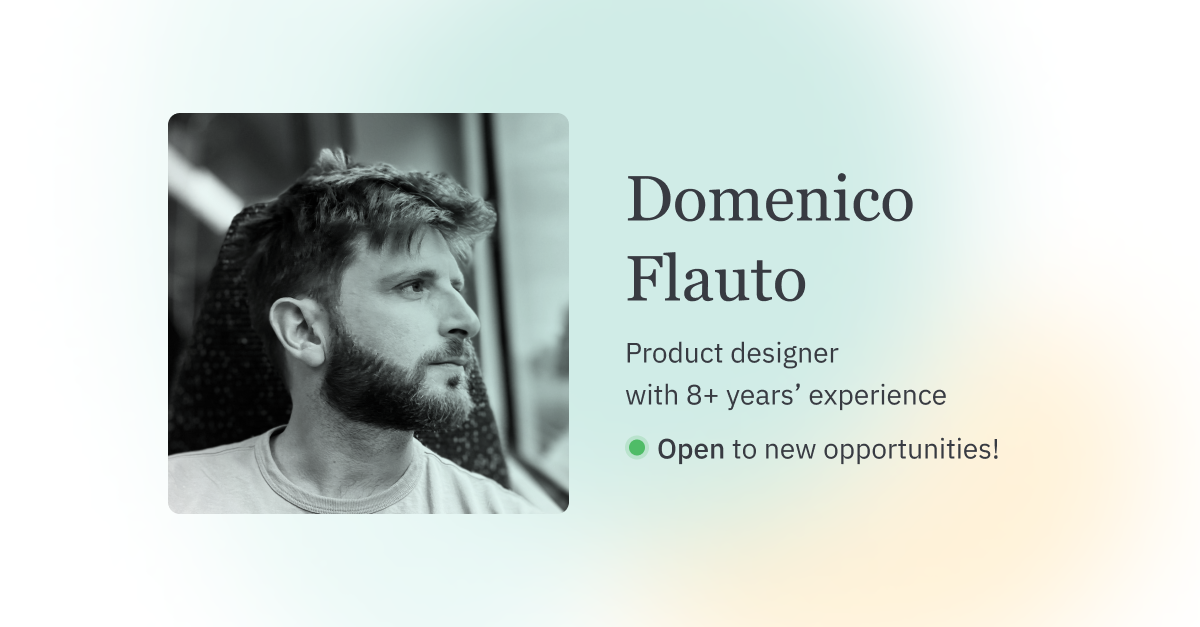 Domenico
Flauto
Product designer
with 8+ years’ experience
Open to new opportunities!